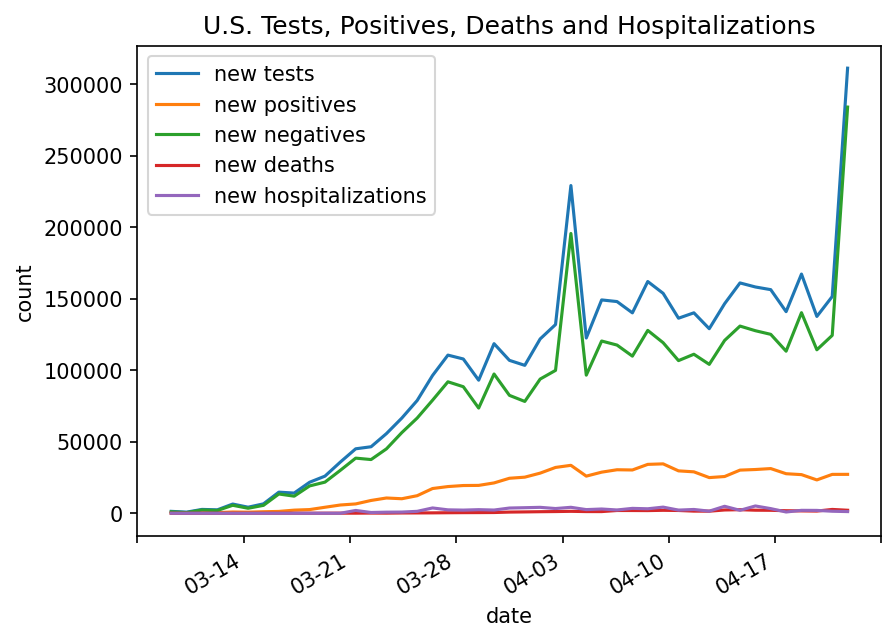 U.S. Tests, Positives, Deaths and Hospitalizations
new tests
new positives
new negatives
new deaths
new hospitalizations
count
300000
250000
200000
150000
100000
50000
0
03-14
03-21
03-28
04-03
04-10
04-17
date